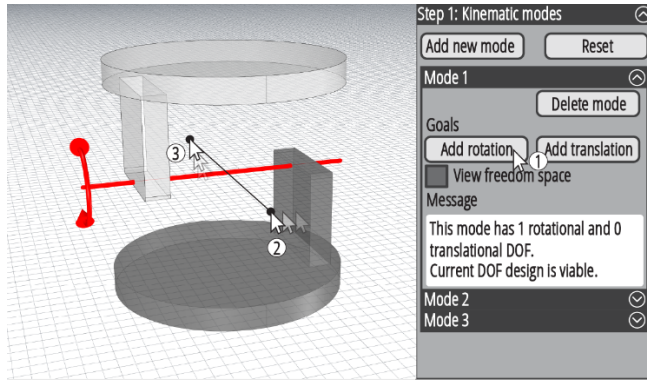 Step 1: Kinematic modes
Add new mode
Reset
Mode 1
Delete mode
Goals
Add rotation
Add translation
1
View freedom space
Message
This mode has 1 rotational and 0
translational DOF.
Current DOF design is viable.
Mode 2
Mode 3
3
2